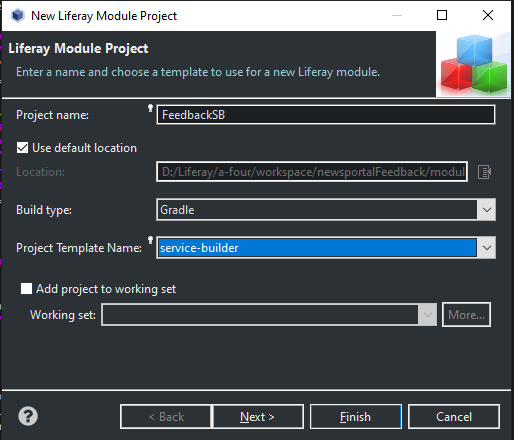 New Liferay Module Project
Liferay Module Project
Enter a name and choose a template to use for a new Liferay module.
Project name: FeedbackSB
Use default location
Location: D:/Liferay/a-four/workspace/newsportalFeedback/modul
Build type: Gradle
Project Template Name: service-builder
Add project to working set
Working set: More...
< Back Next > Finish Cancel